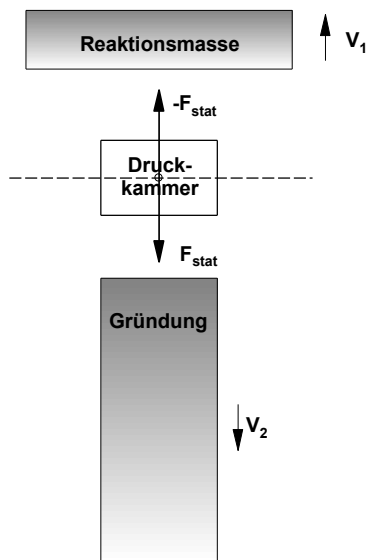 Reaktionsmasse
V1
-Fstat
Druck-
kammer
Fstat
Gründung
V2